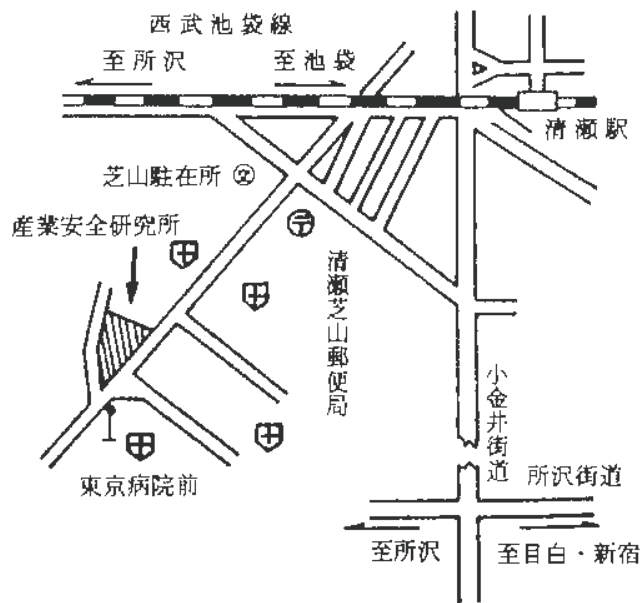 西武池袋線
至所沢
至池袋
清瀬駅
芝山駐在所
産業安全研究所
清瀬芝山郵便局
小金井街道
東京病院前
所沢街道
至所沢
至目白・新宿